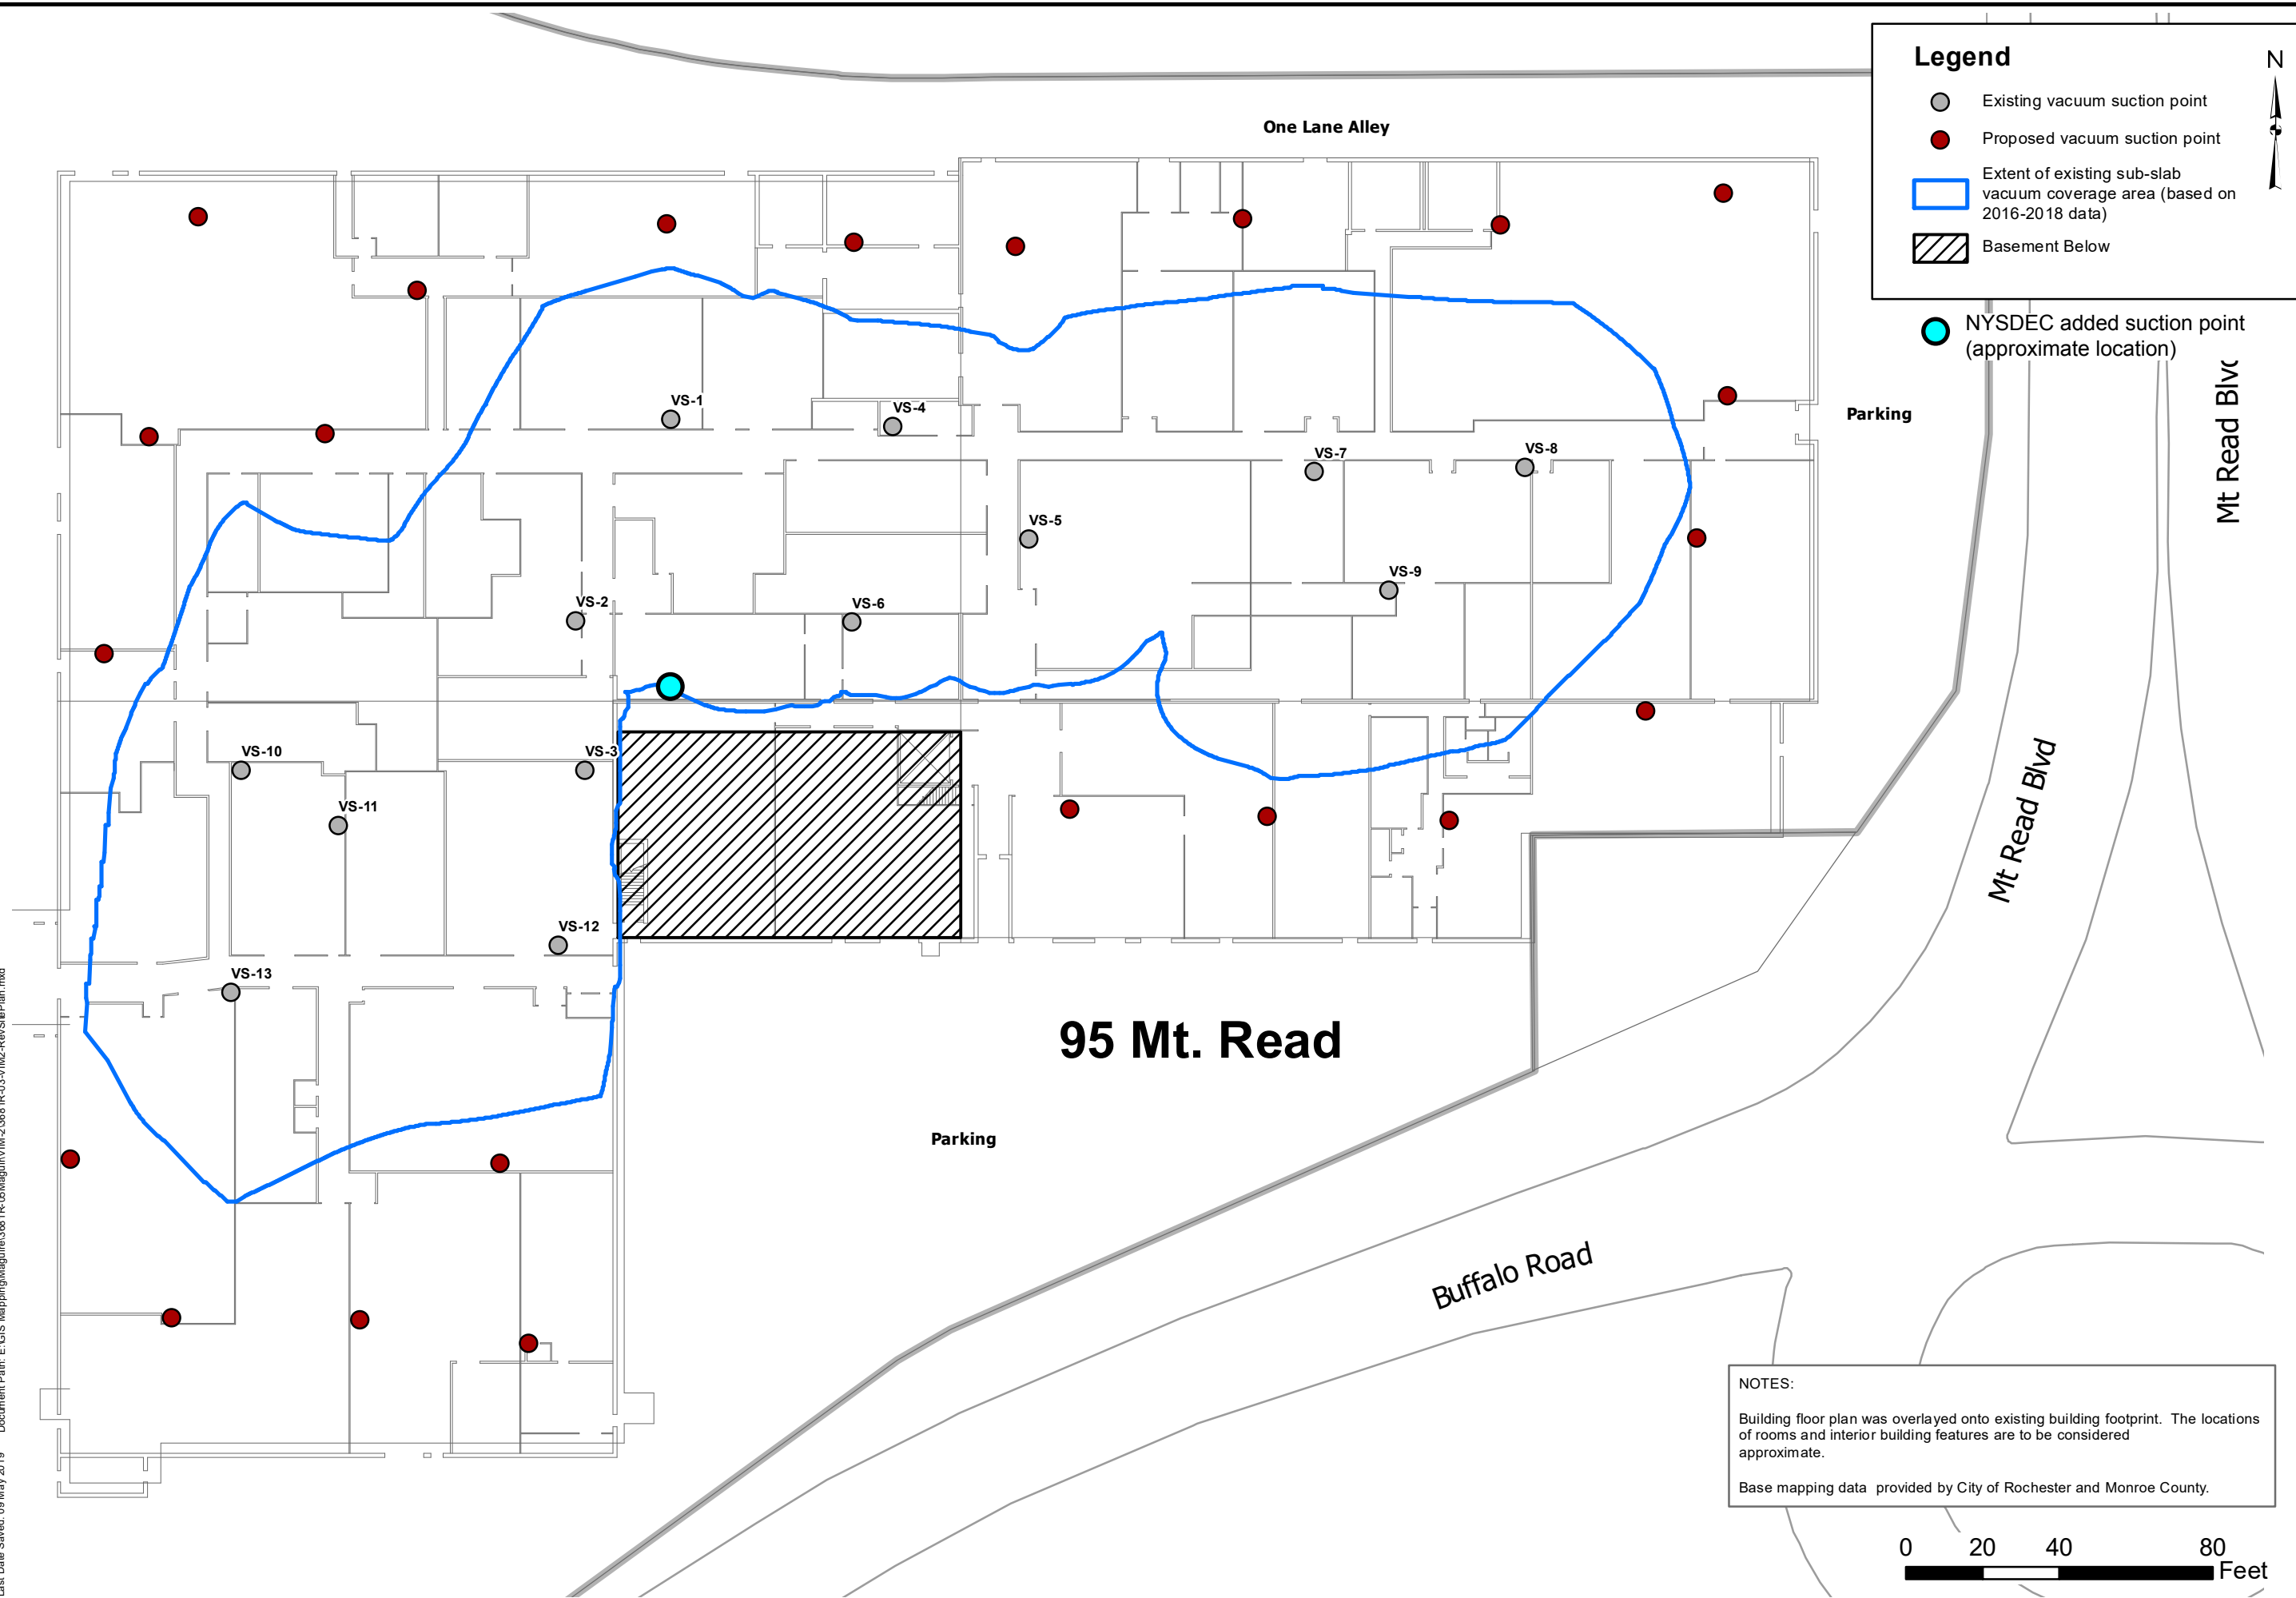 Legend
N
Existing vacuum suction point
Proposed vacuum suction point
Extent of existing sub-slab
vacuum coverage area (based on
2016-2018 data)
Basement Below
NYSDEC added suction point
(approximate location)
One Lane Alley
Parking
Mt Read Blvd
VS-1
VS-4
VS-7
VS-8
VS-5
VS-9
VS-2
VS-6
VS-10
VS-3
VS-11
VS-12
VS-13
Mt Read Blvd
95 Mt. Read
Parking
Buffalo Road
NOTES:
Building floor plan was overlayed onto existing building footprint. The locations
of rooms and interior building features are to be considered
approximate.
Base mapping data provided by City of Rochester and Monroe County.
0 20 40 80
Feet